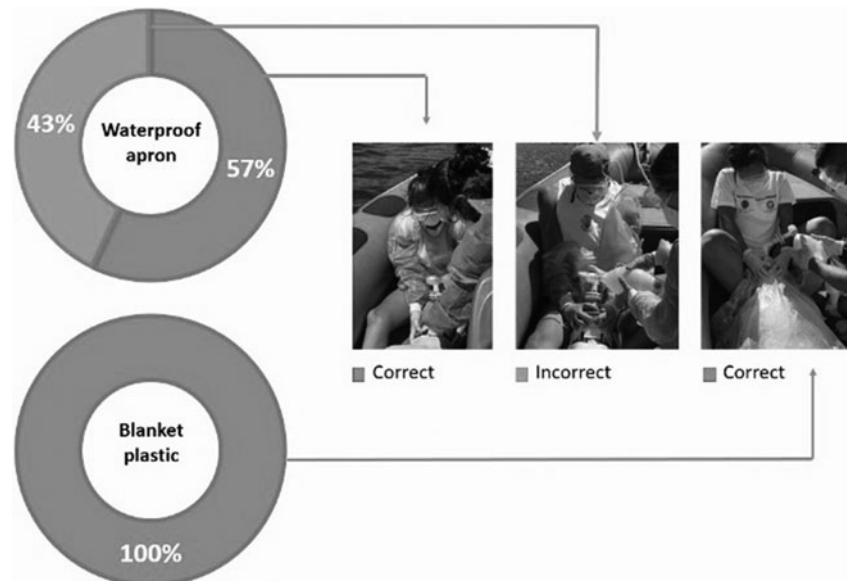 43%
Waterproof
apron
57%
Correct
Incorrect
Correct
Blanket
plastic
100%